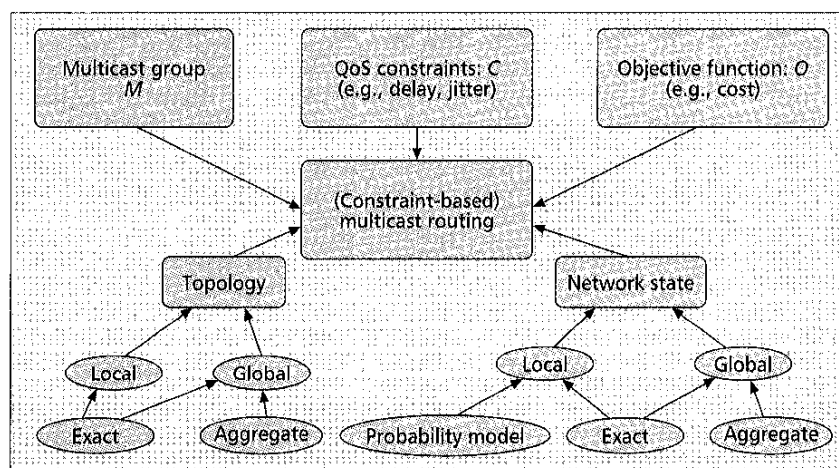 Multicast group
M
QoS constraints: C
(e.g., delay, jitter)
Objective function: O
(e.g., cost)
(Constraint-based)
multicast routing
Topology
Network state
Local
Global
Local
Global
Exact
Aggregate
Probability model
Exact
Aggregate